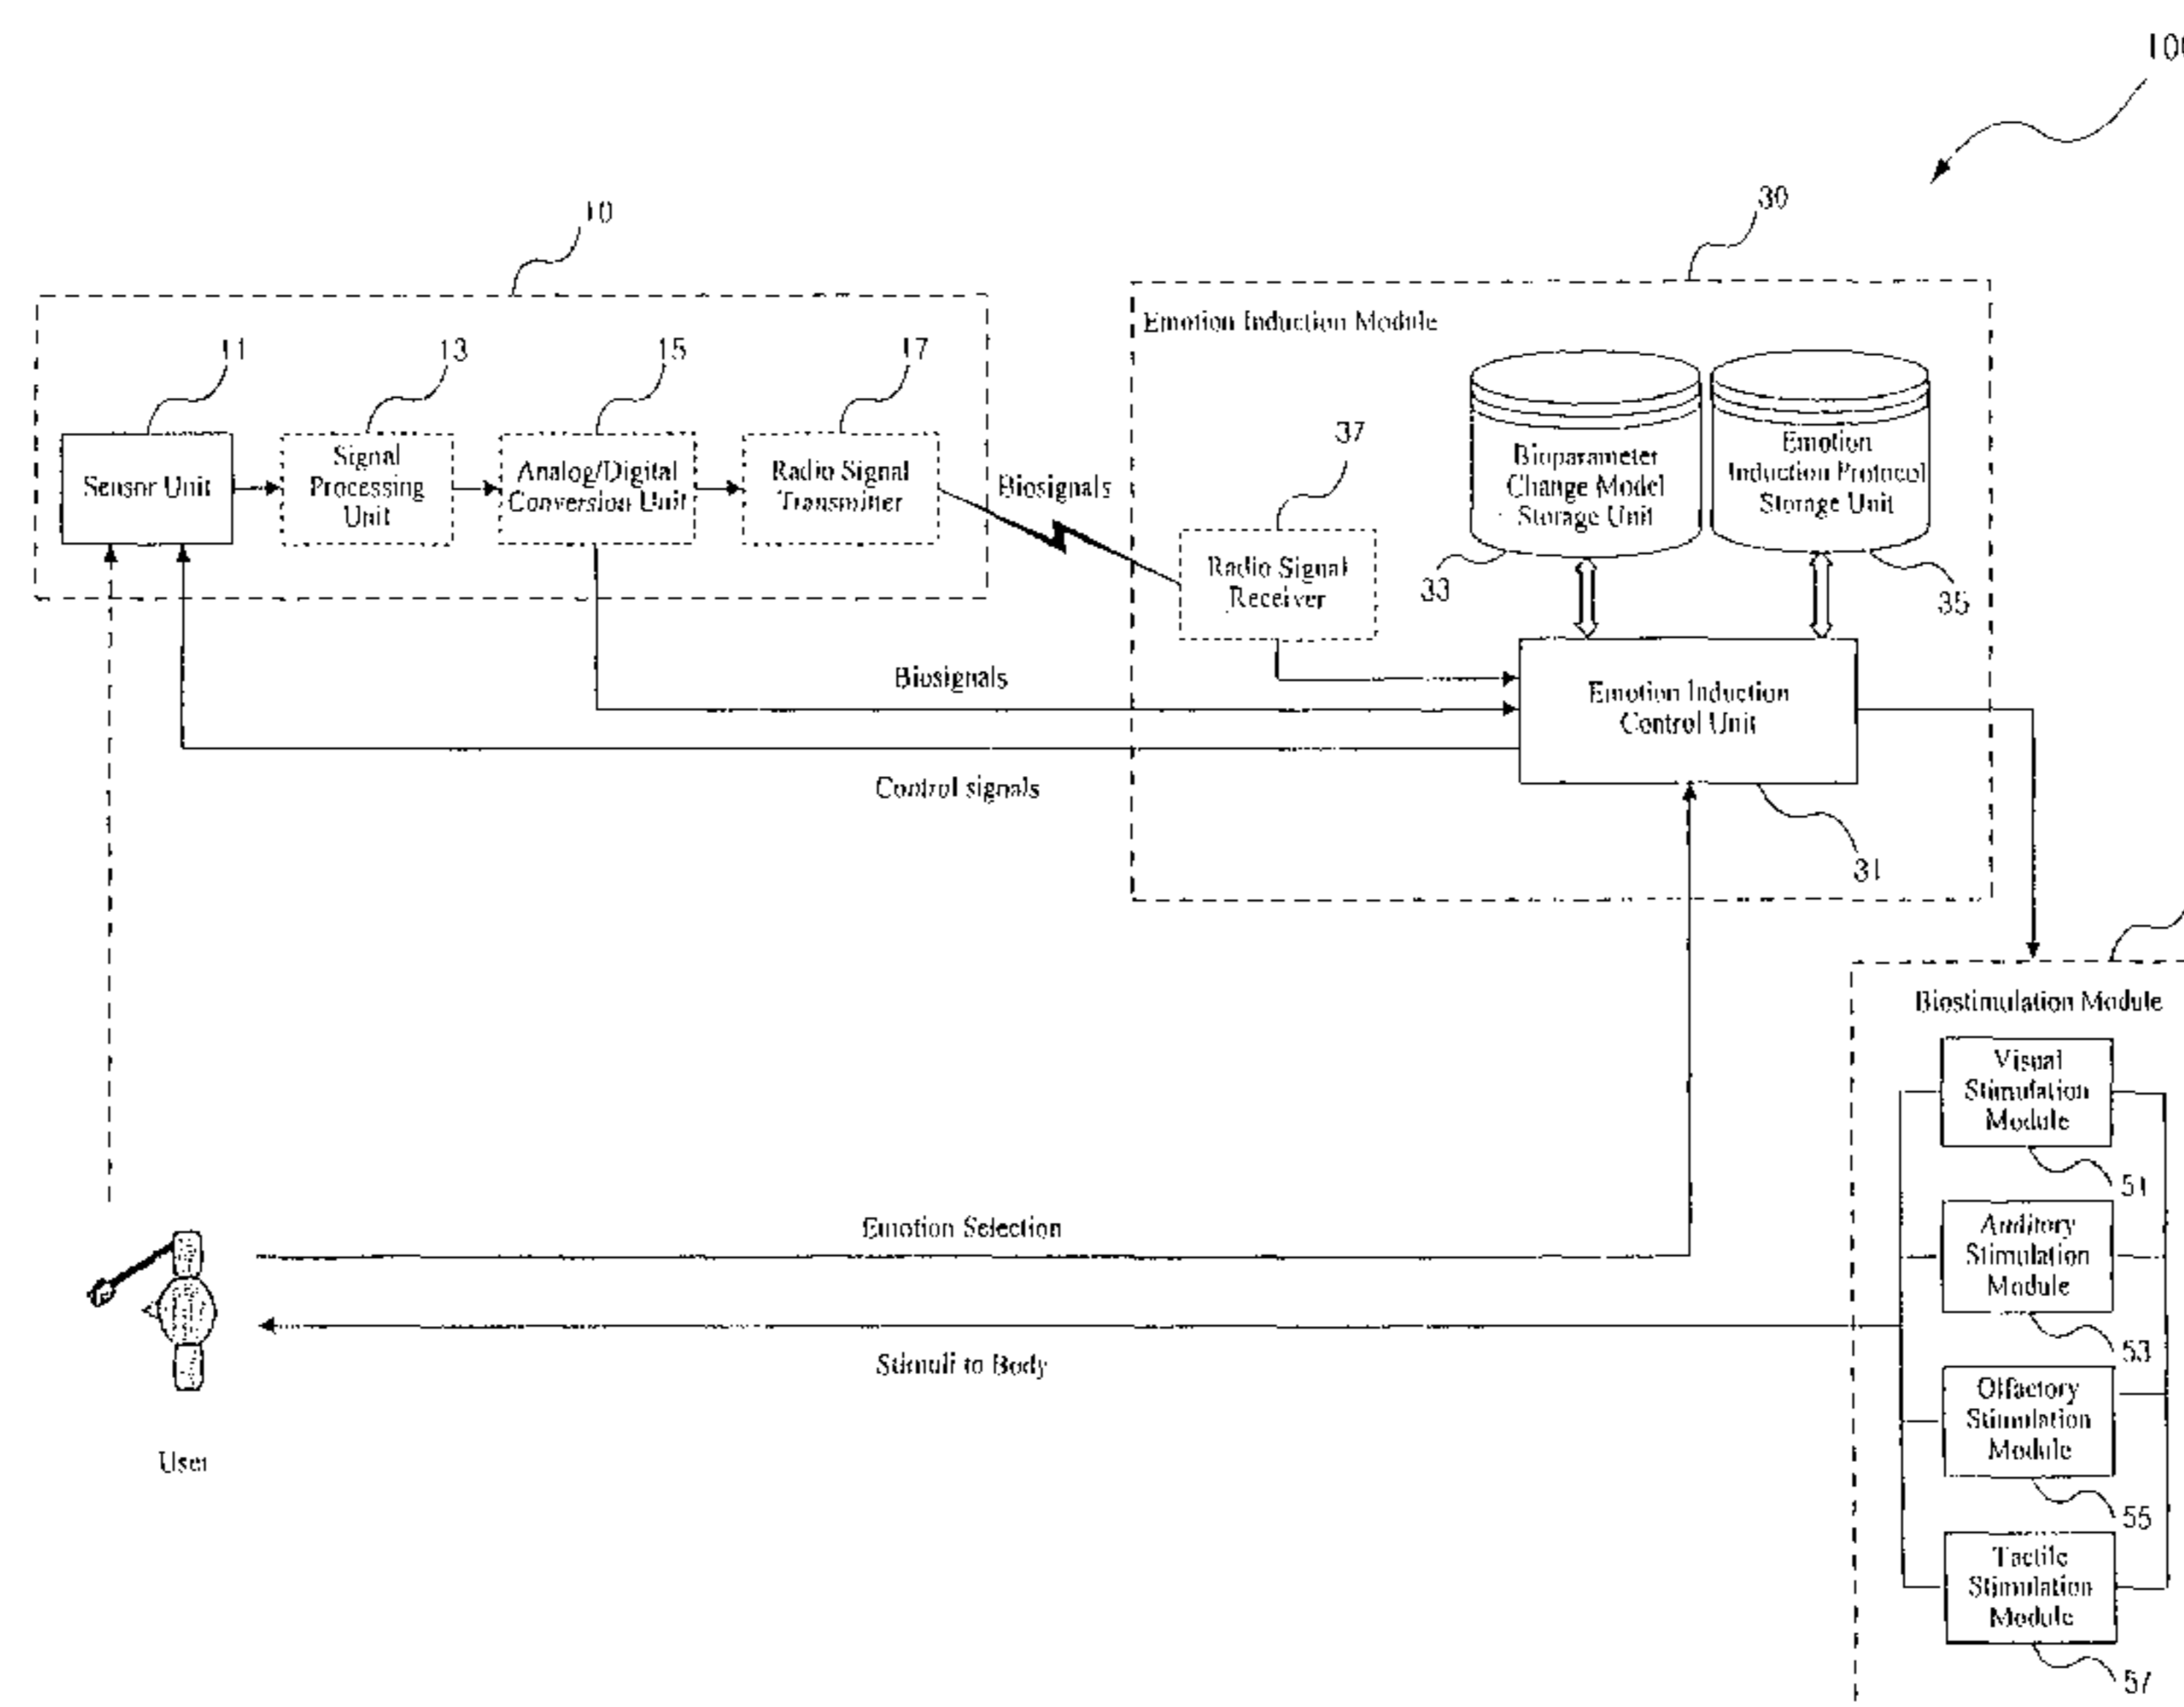 10
30
Emotion Induction Module
11
13
15
17
Sensor Unit
Signal
Processing
Unit
Analog/Digital
Conversion Unit
Radio Signal
Transmitter
Biosignals
37
Radio Signal
Receiver
Bioparameter
Change Model
Storage Unit
33
Emotion
Induction Protocol
Storage Unit
35
Biosignals
Emotion Induction
Control Unit
Control signals
31
Biostimulation Module
Visual
Stimulation
Module
51
Emotion Selection
Auditory
Stimulation
Module
53
Stimuli to Body
Olfactory
Stimulation
Module
55
User
Tactile
Stimulation
Module
57